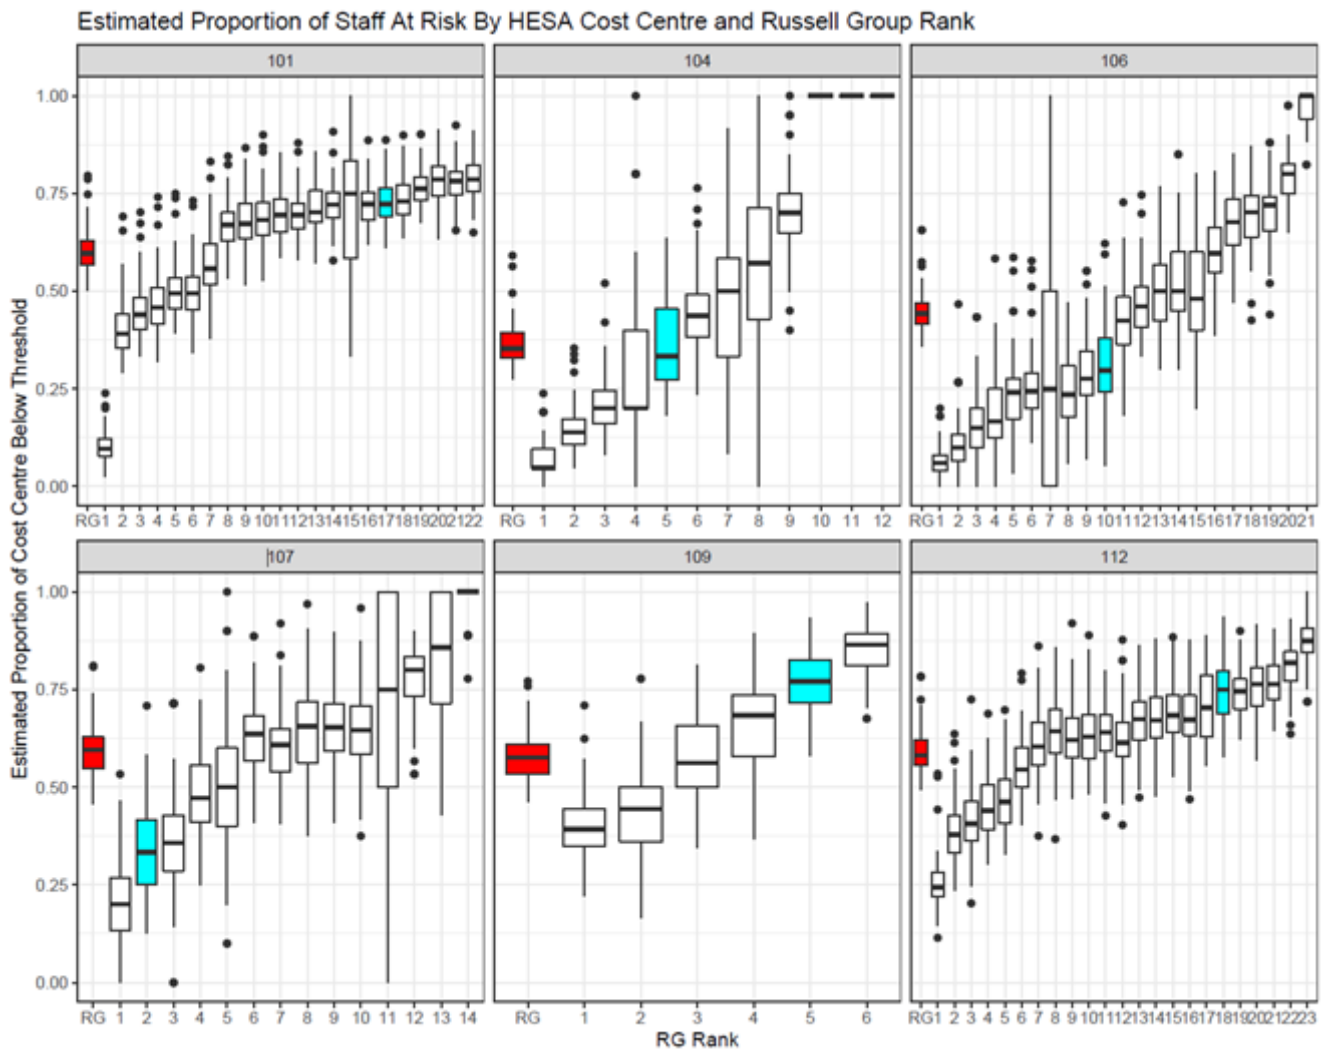 Estimated Proportion of Staff At Risk By HESA Cost Centre and Russell Group Rank
101 104 106
1.00
0.75
0.50
0.25
0.00
RG 1 2 3 4 5 6 7 8 9 10 11 12 13 14 15 16 17 18 19 20 21 22
RG 1 2 3 4 5 6 7 8 9 10 11 12
RG 1 2 3 4 5 6 7 8 9 10 11 12 13 14 15 16 17 18 19 20 21
Estimated Proportion of Cost Centre Below Threshold
107 109 112
1.00
0.75
0.50
0.25
0.00
RG 1 2 3 4 5 6 7 8 9 10 11 12 13 14
RG 1 2 3 4 5 6
RG 1 2 3 4 5 6 7 8 9 10 11 12 13 14 15 16 17 18 19 20 21 22 23
RG Rank